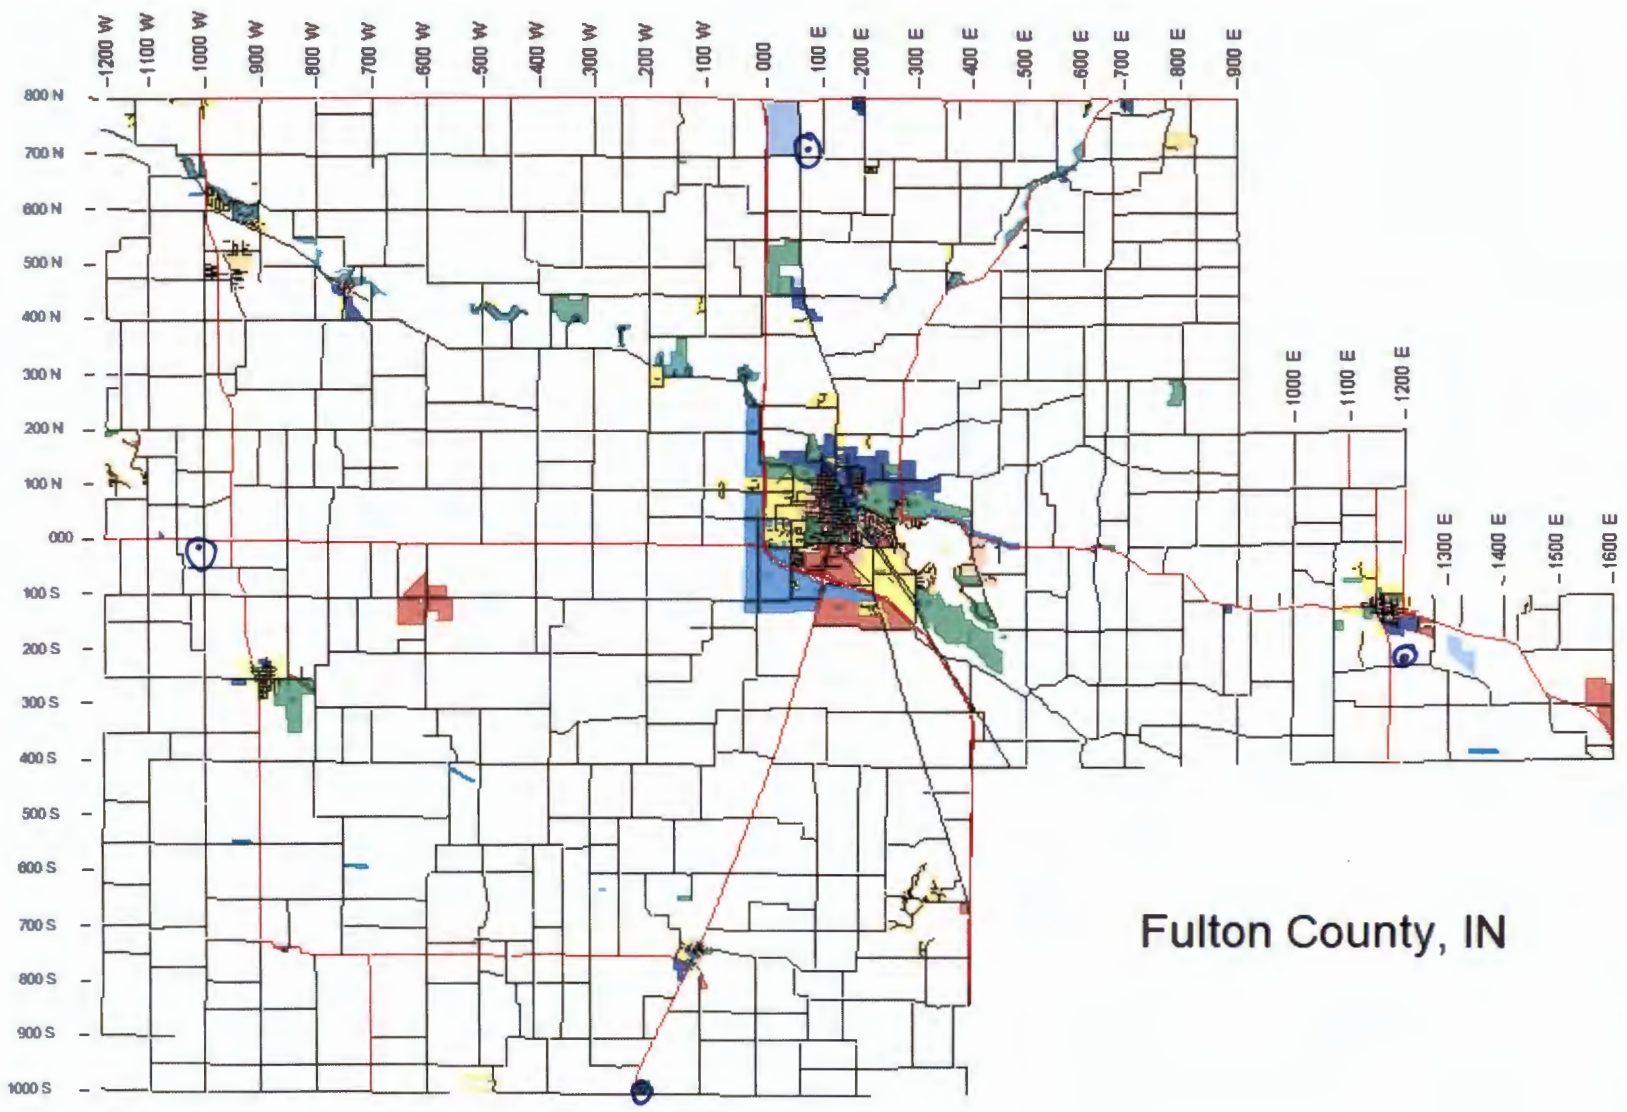 -1200 W
-1100 W
-1000 W
-900 W
-800 W
-700 W
-600 W
-500 W
-400 W
-300 W
-200 W
-100 W
- 000
-100 E
-200 E
-300 E
-400 E
-500 E
-600 E
-700 E
-800 E
-900 E
800 N
700 N
600 N
500 N
400 N
300 N
200 N
100 N
000
100 S
200 S
300 S
400 S
500 S
600 S
700 S
800 S
900 S
1000 S
-1000 E
-1100 E
-1200 E
-1300 E
-1400 E
-1500 E
-1600 E
Fulton County, IN